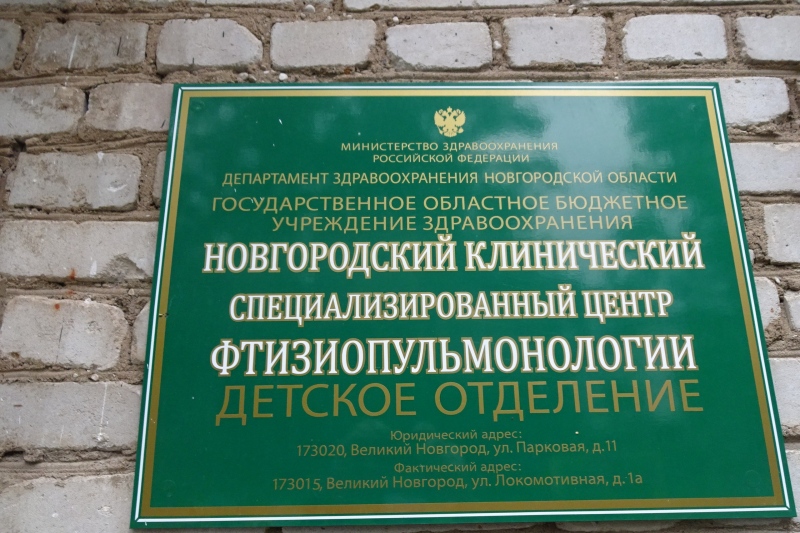 МИНИСТЕРСТВО ЗДРАВООХРАНЕНИЯ
РОССИЙСКОЙ ФЕДЕРАЦИИ
ДЕПАРТАМЕНТ ЗДРАВООХРАНЕНИЯ НОВГОРОДСКОЙ ОБЛАСТИ
ГОСУДАРСТВЕННОЕ ОБЛАСТНОЕ БЮДЖЕТНОЕ
УЧРЕЖДЕНИЕ ЗДРАВООХРАНЕНИЯ
НОВГОРОДСКИЙ КЛИНИЧЕСКИЙ
СПЕЦИАЛИЗИРОВАННЫЙ ЦЕНТР
ФТИЗИОПУЛЬМОНОЛОГИИ
ДЕТСКОЕ ОТДЕЛЕНИЕ
Юридический адрес:
173020, Великий Новгород, ул. Парковая, д.11
Фактический адрес:
173015, Великий Новгород, ул. Локомотивная, д.1а